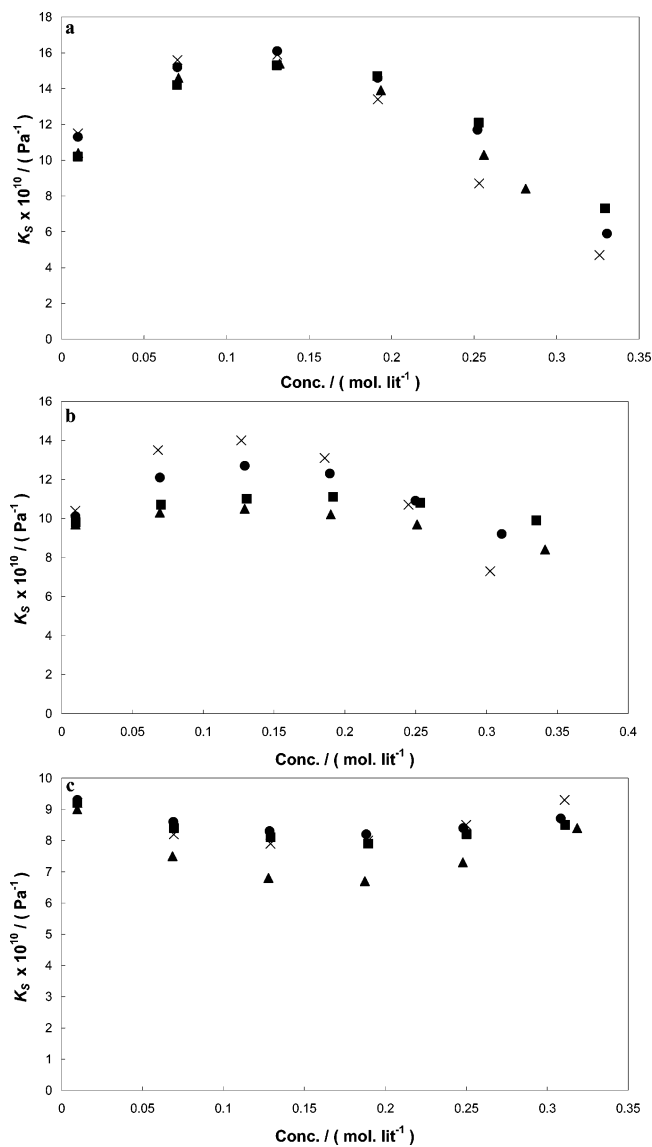 a
18
16
14
12
10
8
6
4
2
0
K_S x 10^10 / ( Pa^-1 )
0 0.05 0.1 0.15 0.2 0.25 0.3 0.35
Conc. / ( mol. lit^-1 )
b
16
14
12
10
8
6
4
2
0
K_S x 10^10 / ( Pa^-1 )
0 0.05 0.1 0.15 0.2 0.25 0.3 0.35 0.4
Conc. / ( mol. lit^-1 )
c
10
9
8
7
6
5
4
3
2
1
0
K_S x 10^10 / ( Pa^-1 )
0 0.05 0.1 0.15 0.2 0.25 0.3 0.35
Conc. / ( mol. lit^-1 )